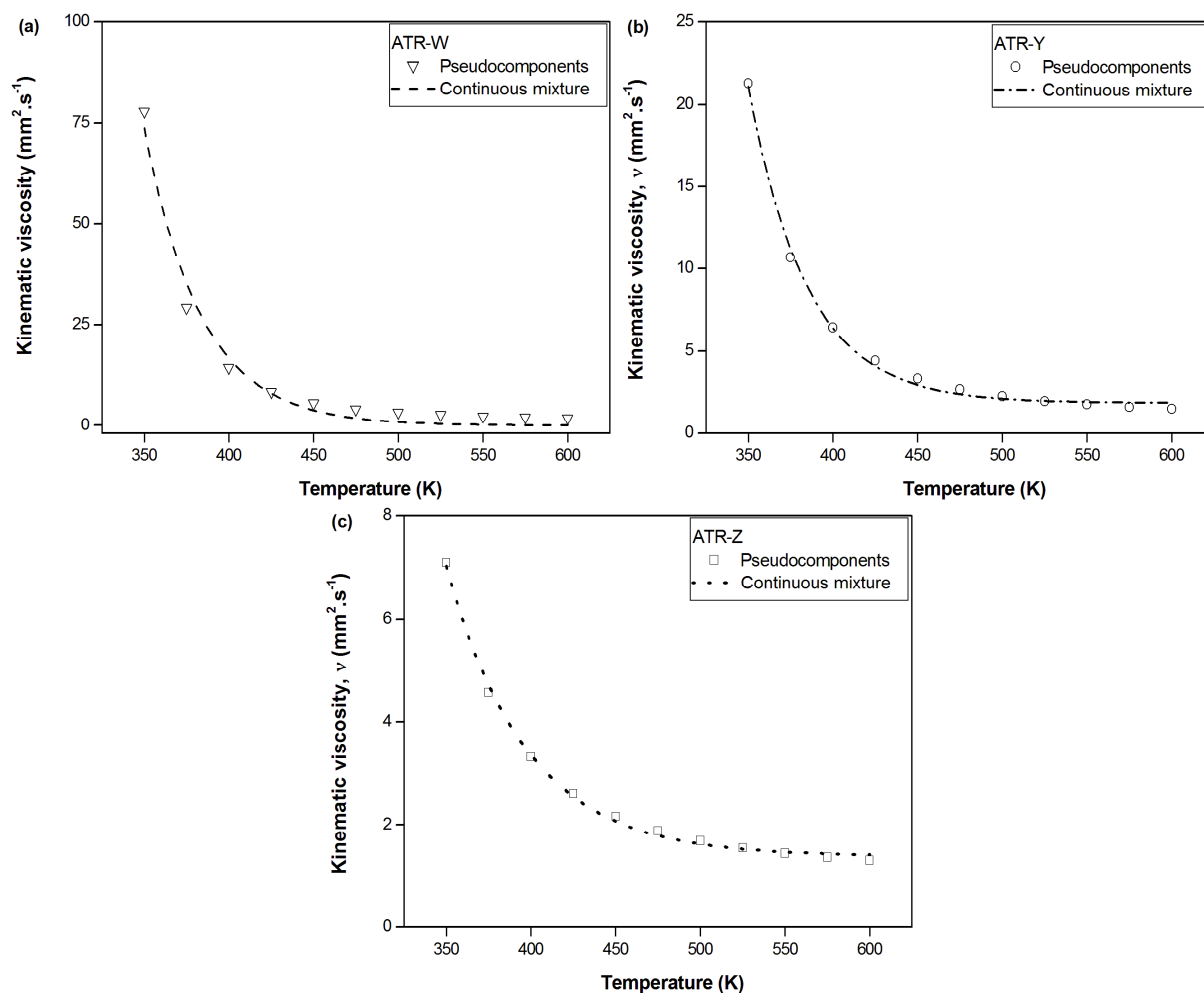 (a)
ATR-W
Pseudocomponents
Continuous mixture
Kinematic viscosity (mm².s⁻¹)
100
75
50
25
0
350 400 450 500 550 600
Temperature (K)
(b)
ATR-Y
Pseudocomponents
Continuous mixture
Kinematic viscosity, ν (mm².s⁻¹)
25
20
15
10
5
0
350 400 450 500 550 600
Temperature (K)
(c)
ATR-Z
Pseudocomponents
Continuous mixture
Kinematic viscosity, ν (mm².s⁻¹)
8
6
4
2
0
350 400 450 500 550 600
Temperature (K)